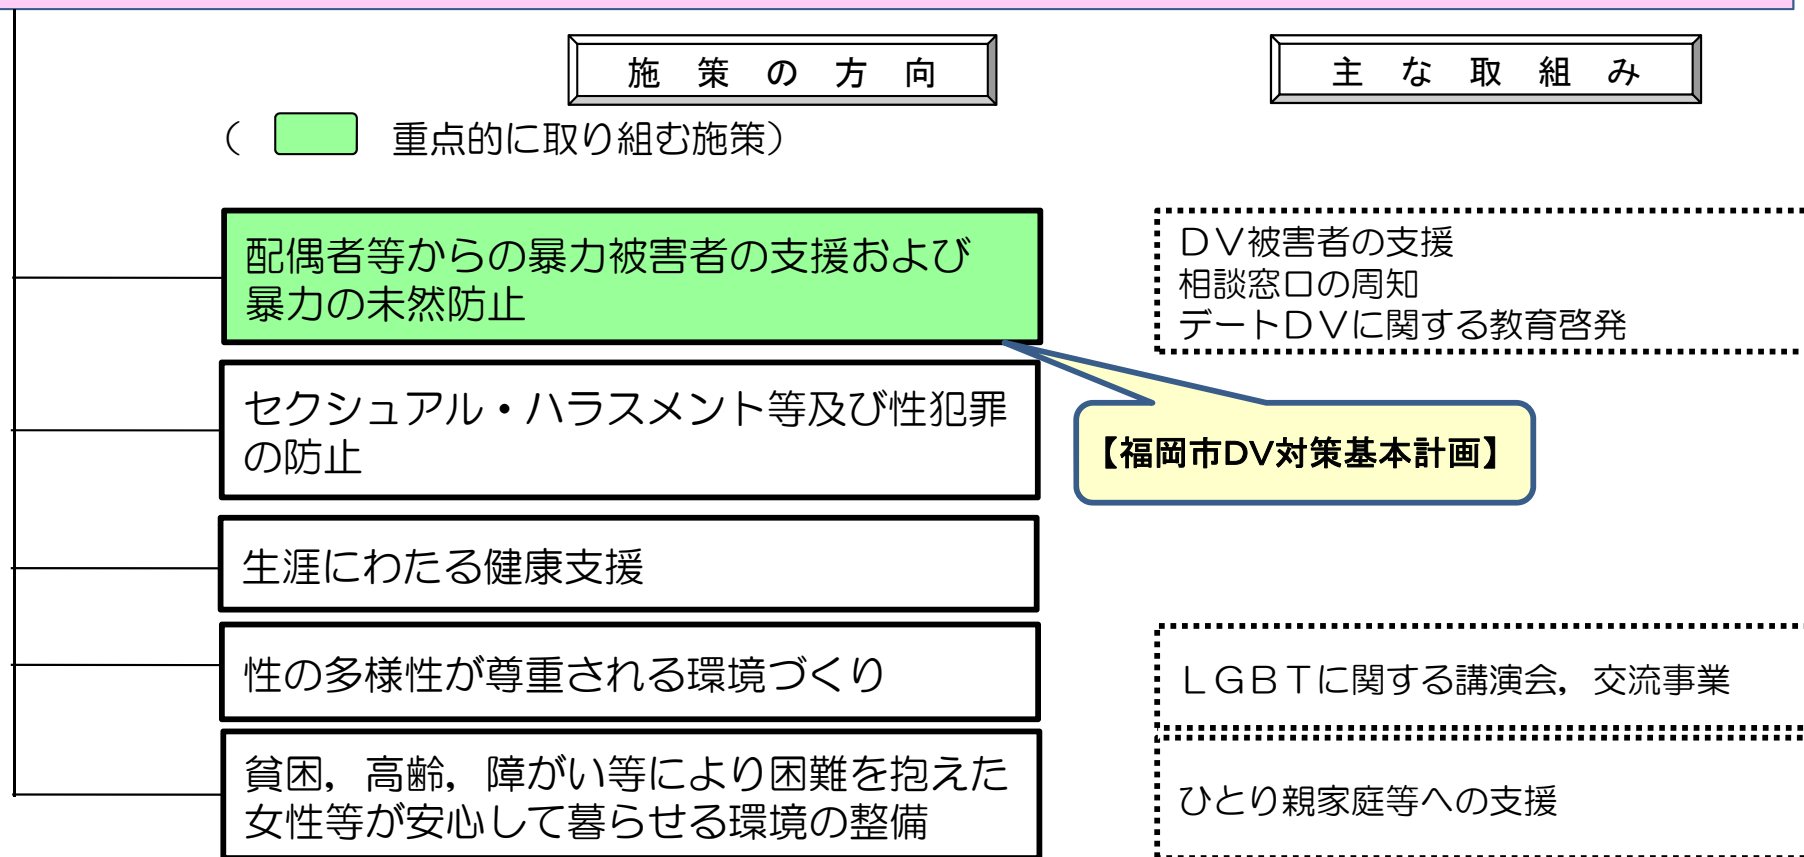 施策の方向
主な取組み
( 重点的に取り組む施策)
配偶者等からの暴力被害者の支援および
暴力の未然防止
DV被害者の支援
相談窓口の周知
デートDVに関する教育啓発
【福岡市DV対策基本計画】
セクシュアル・ハラスメント等及び性犯罪
の防止
生涯にわたる健康支援
性の多様性が尊重される環境づくり
LGBTに関する講演会，交流事業
貧困，高齢，障がい等により困難を抱えた
女性等が安心して暮らせる環境の整備
ひとり親家庭等への支援